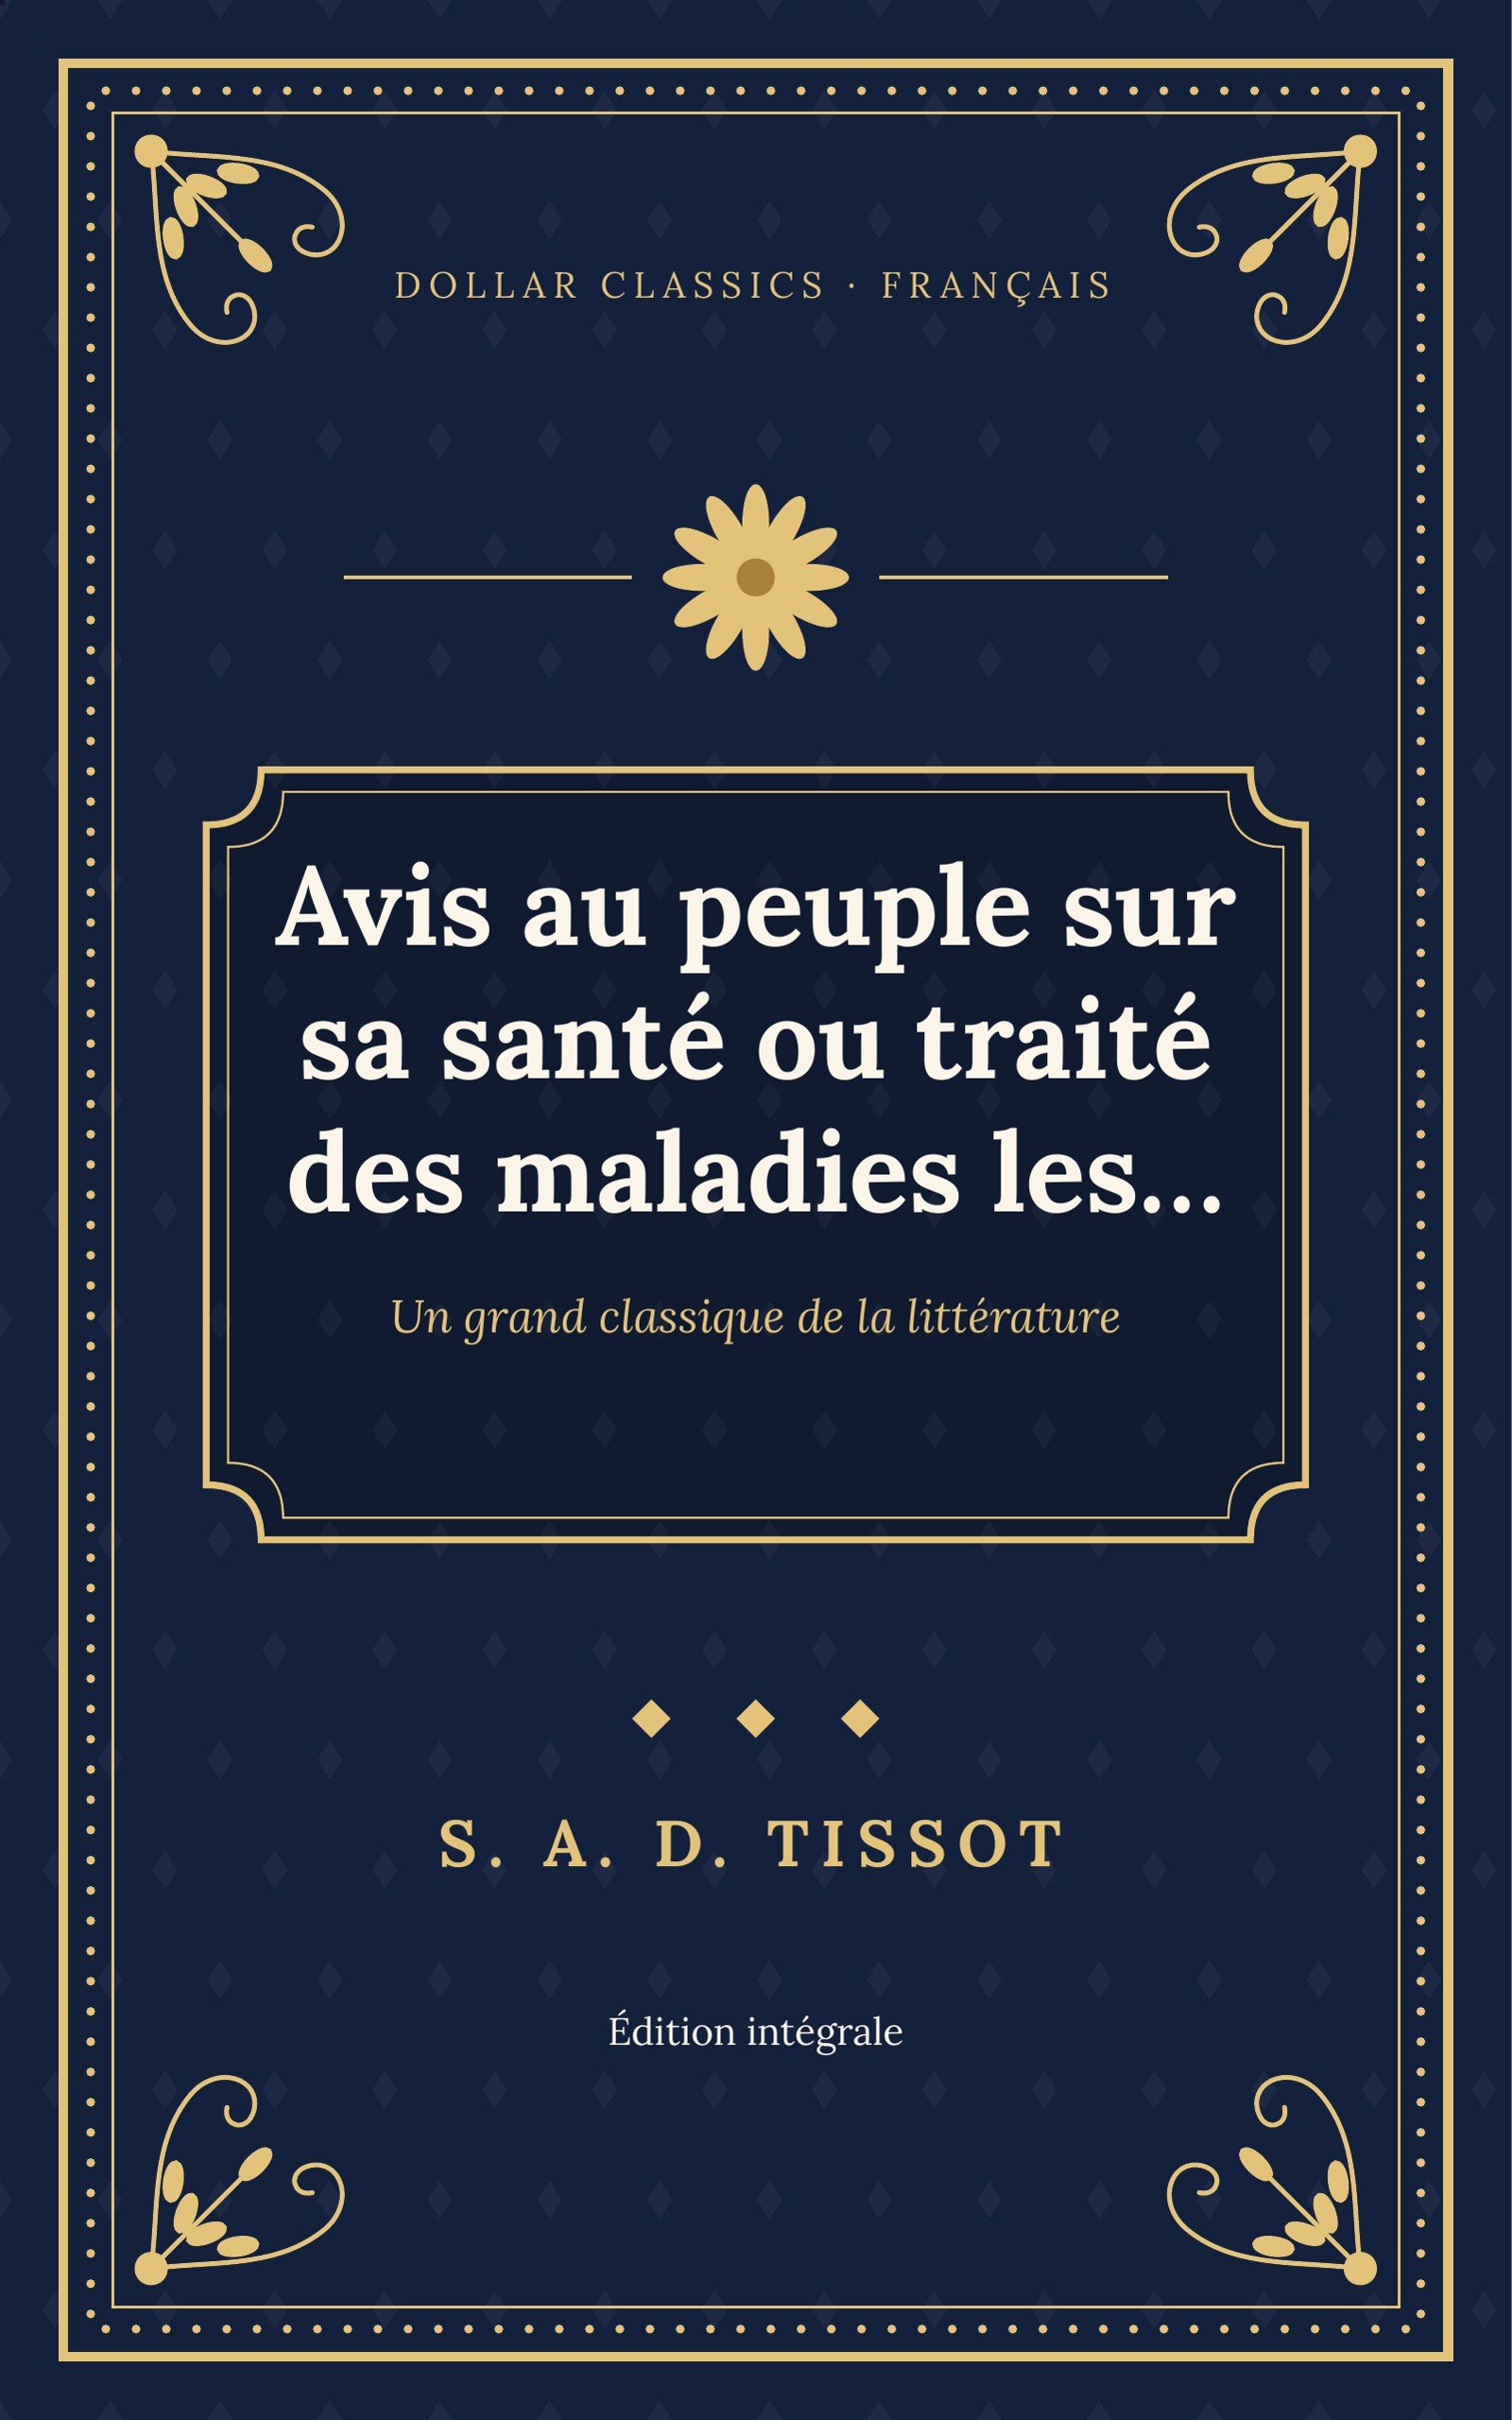 DOLLAR CLASSICS · FRANÇAIS
Avis au peuple sur
sa santé ou traité
des maladies les...
Un grand classique de la littérature
S. A. D. TISSOT
Édition intégrale